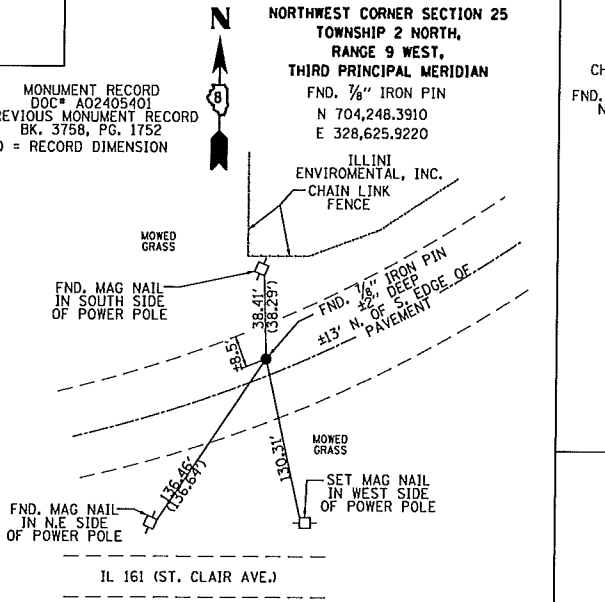 NORTHWEST CORNER SECTION 25
TOWNSHIP 2 NORTH,
RANGE 9 WEST,
THIRD PRINCIPAL MERIDIAN
FND. 7/8" IRON PIN
N 704,248.3910
E 328,625.9220
N
8
MONUMENT RECORD
DOC# A02405401
REVIOUS MONUMENT RECORD
BK. 3758, PG. 1752
) = RECORD DIMENSION
ILLINI
ENVIROMENTAL, INC.
CHAIN LINK
FENCE
MOWED
GRASS
FND. MAG NAIL
IN SOUTH SIDE
OF POWER POLE
38.41'
(38.29')
FND. 7/8" IRON PIN
±2" DEEP
±13' N. OF S. EDGE OF
PAVEMENT
±8.5'
136.46'
(136.64')
130.31'
MOWED
GRASS
FND. MAG NAIL
IN N.E SIDE
OF POWER POLE
SET MAG NAIL
IN WEST SIDE
OF POWER POLE
IL 161 (ST. CLAIR AVE.)
CH
FND.
N